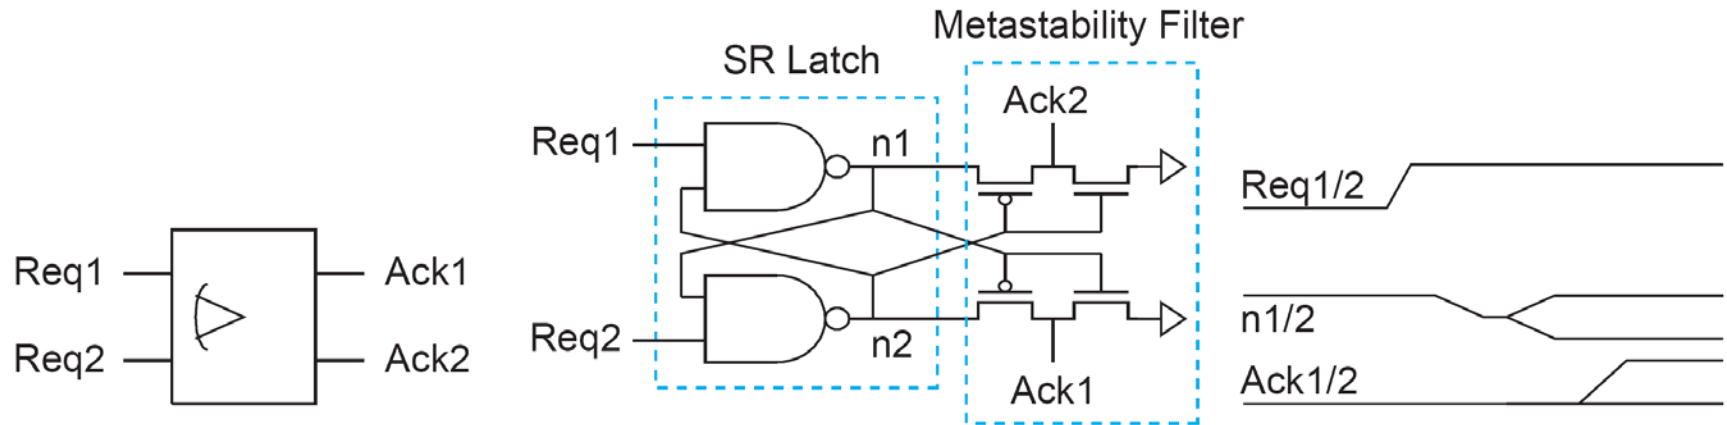 Req1
Ack1
Req2
Ack2
SR Latch
Metastability Filter
Req1
n1
Req2
n2
Ack2
Ack1
Req1/2
n1/2
Ack1/2